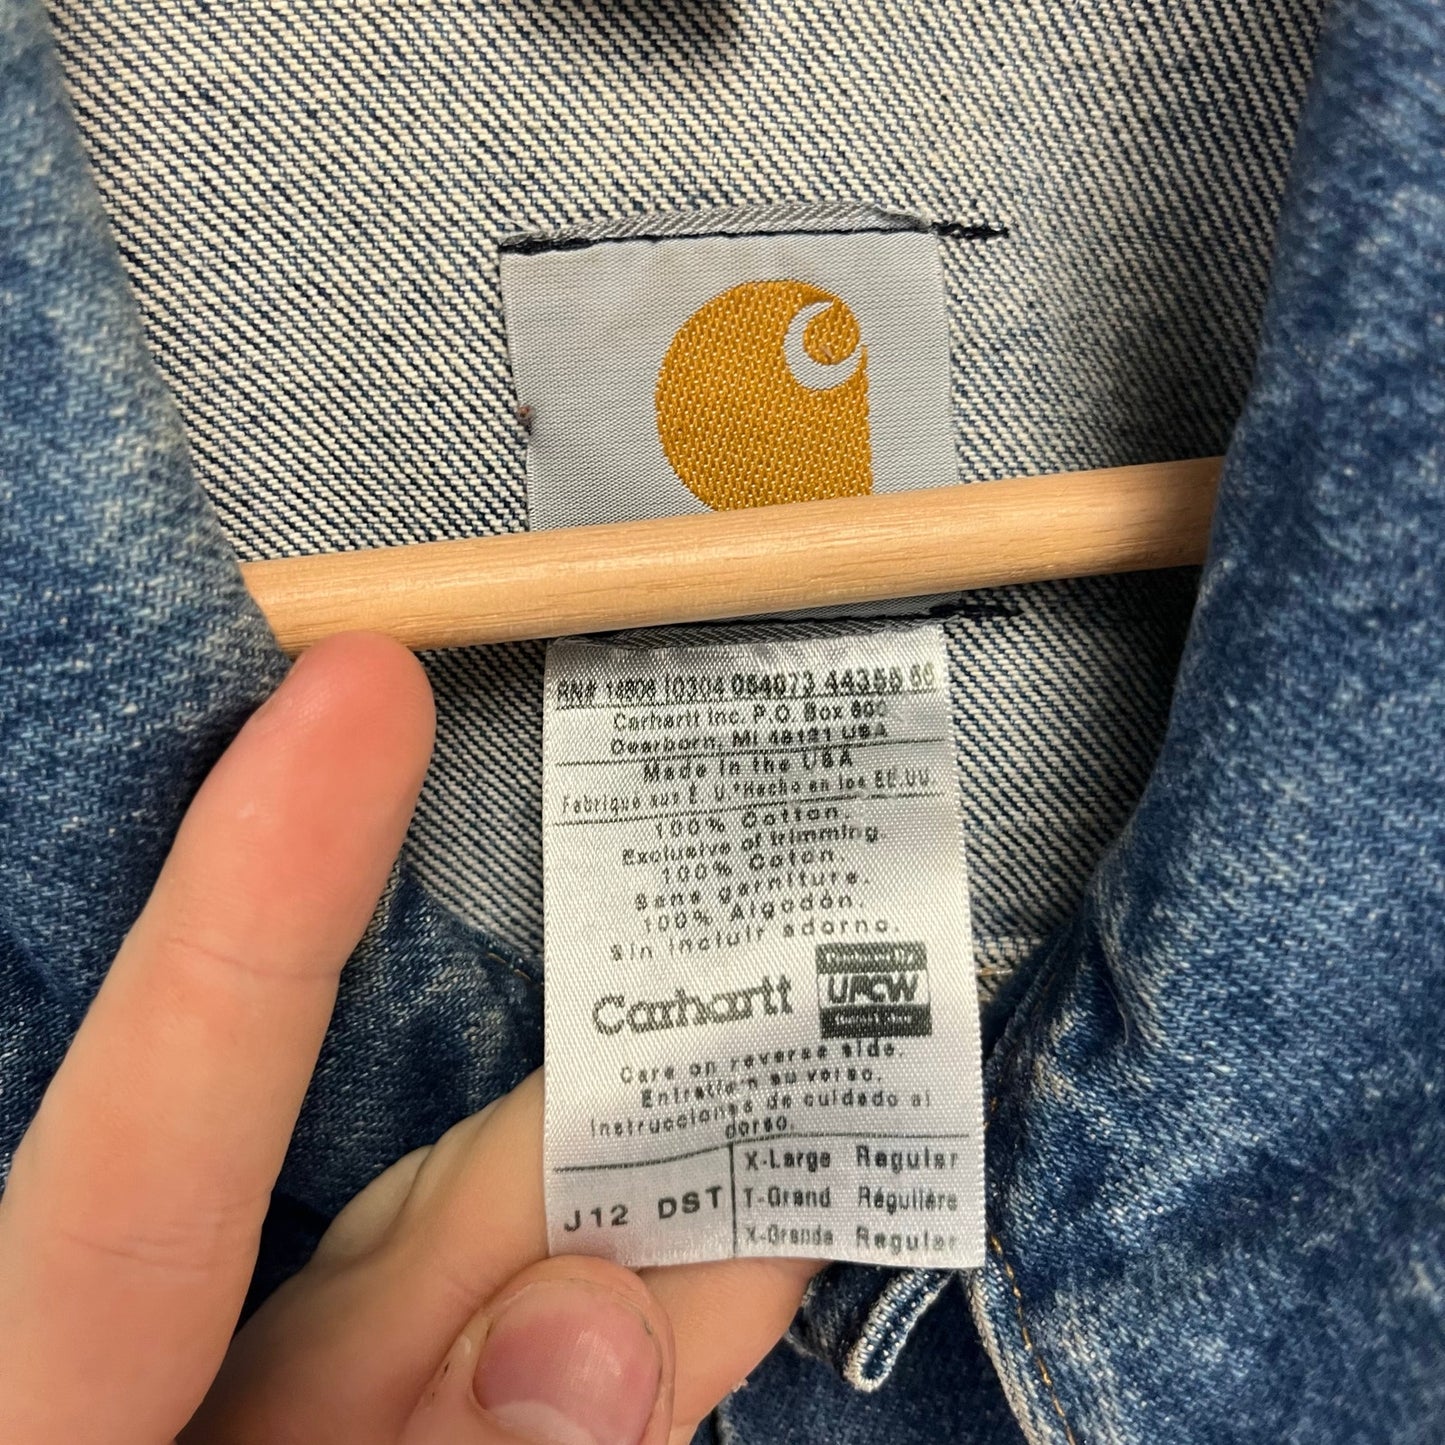 RN# 14806 10304 054073 44355 66
Carhartt Inc. P.O. Box 600
Dearborn, MI 48121 USA
Made in the USA
Fabrique aux E. U *Hecho en los EE.UU.
100% Cotton.
Exclusive of trimming.
100% Coton.
Sans garniture.
100% Algodón.
Sin incluir adorno.
Carhartt UFCW
Care on reverse side.
Entretien au verso.
Instrucciones de cuidado al
dorso.
J12 DST
X-Large Regular
T-Grand Régulière
X-Grande Regular